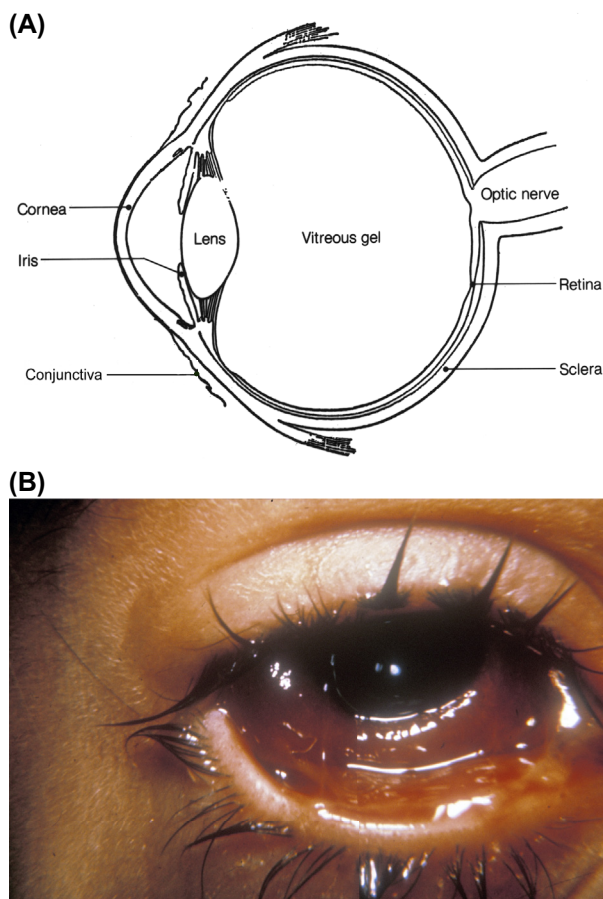 (A)
Cornea
Iris
Conjunctiva
Lens
Vitreous gel
Optic nerve
Retina
Sclera
(B)